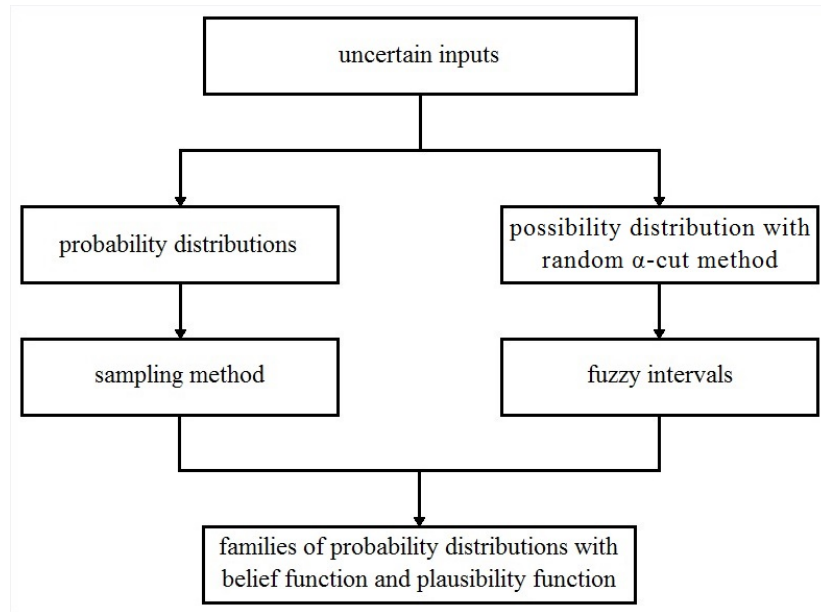 uncertain inputs
probability distributions
possibility distribution with
random α-cut method
sampling method
fuzzy intervals
families of probability distributions with
belief function and plausibility function